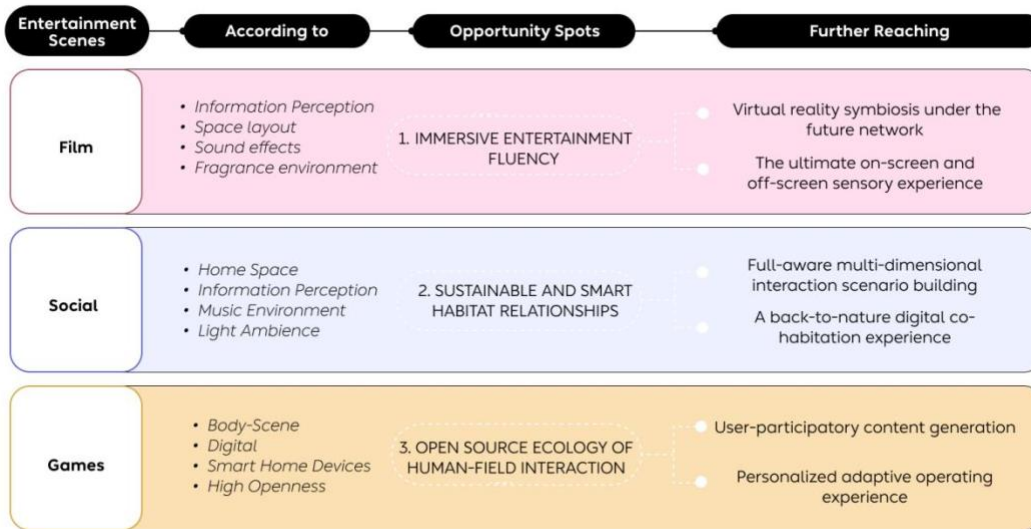 Entertainment
Scenes
According to
Opportunity Spots
Further Reaching
Film
• Information Perception
• Space layout
• Sound effects
• Fragrance environment
1. IMMERSIVE ENTERTAINMENT
FLUENCY
Virtual reality symbiosis under the
future network
The ultimate on-screen and
off-screen sensory experience
Social
• Home Space
• Information Perception
• Music Environment
• Light Ambience
2. SUSTAINABLE AND SMART
HABITAT RELATIONSHIPS
Full-aware multi-dimensional
interaction scenario building
A back-to-nature digital co-
habitation experience
Games
• Body-Scene
• Digital
• Smart Home Devices
• High Openness
3. OPEN SOURCE ECOLOGY OF
HUMAN-FIELD INTERACTION
User-participatory content generation
Personalized adaptive operating
experience